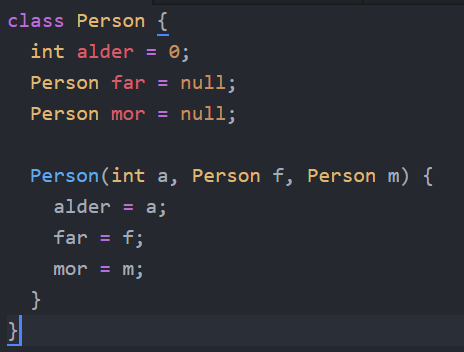 class Person {
  int alder = 0;
  Person far = null;
  Person mor = null;

  Person(int a, Person f, Person m) {
    alder = a;
    far = f;
    mor = m;
  }
}